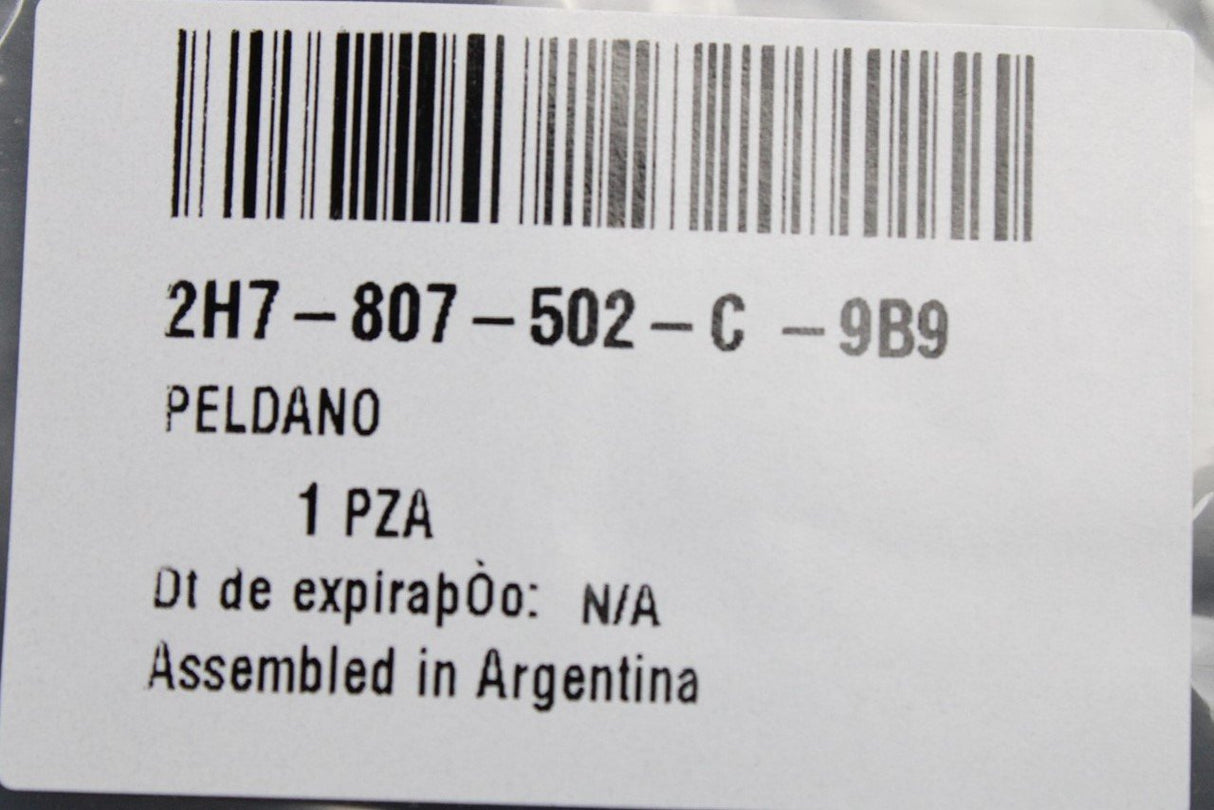 2H7-807-502-C -9B9
PELDANO
1 PZA
Dt de expiraþÒo: N/A
Assembled in Argentina